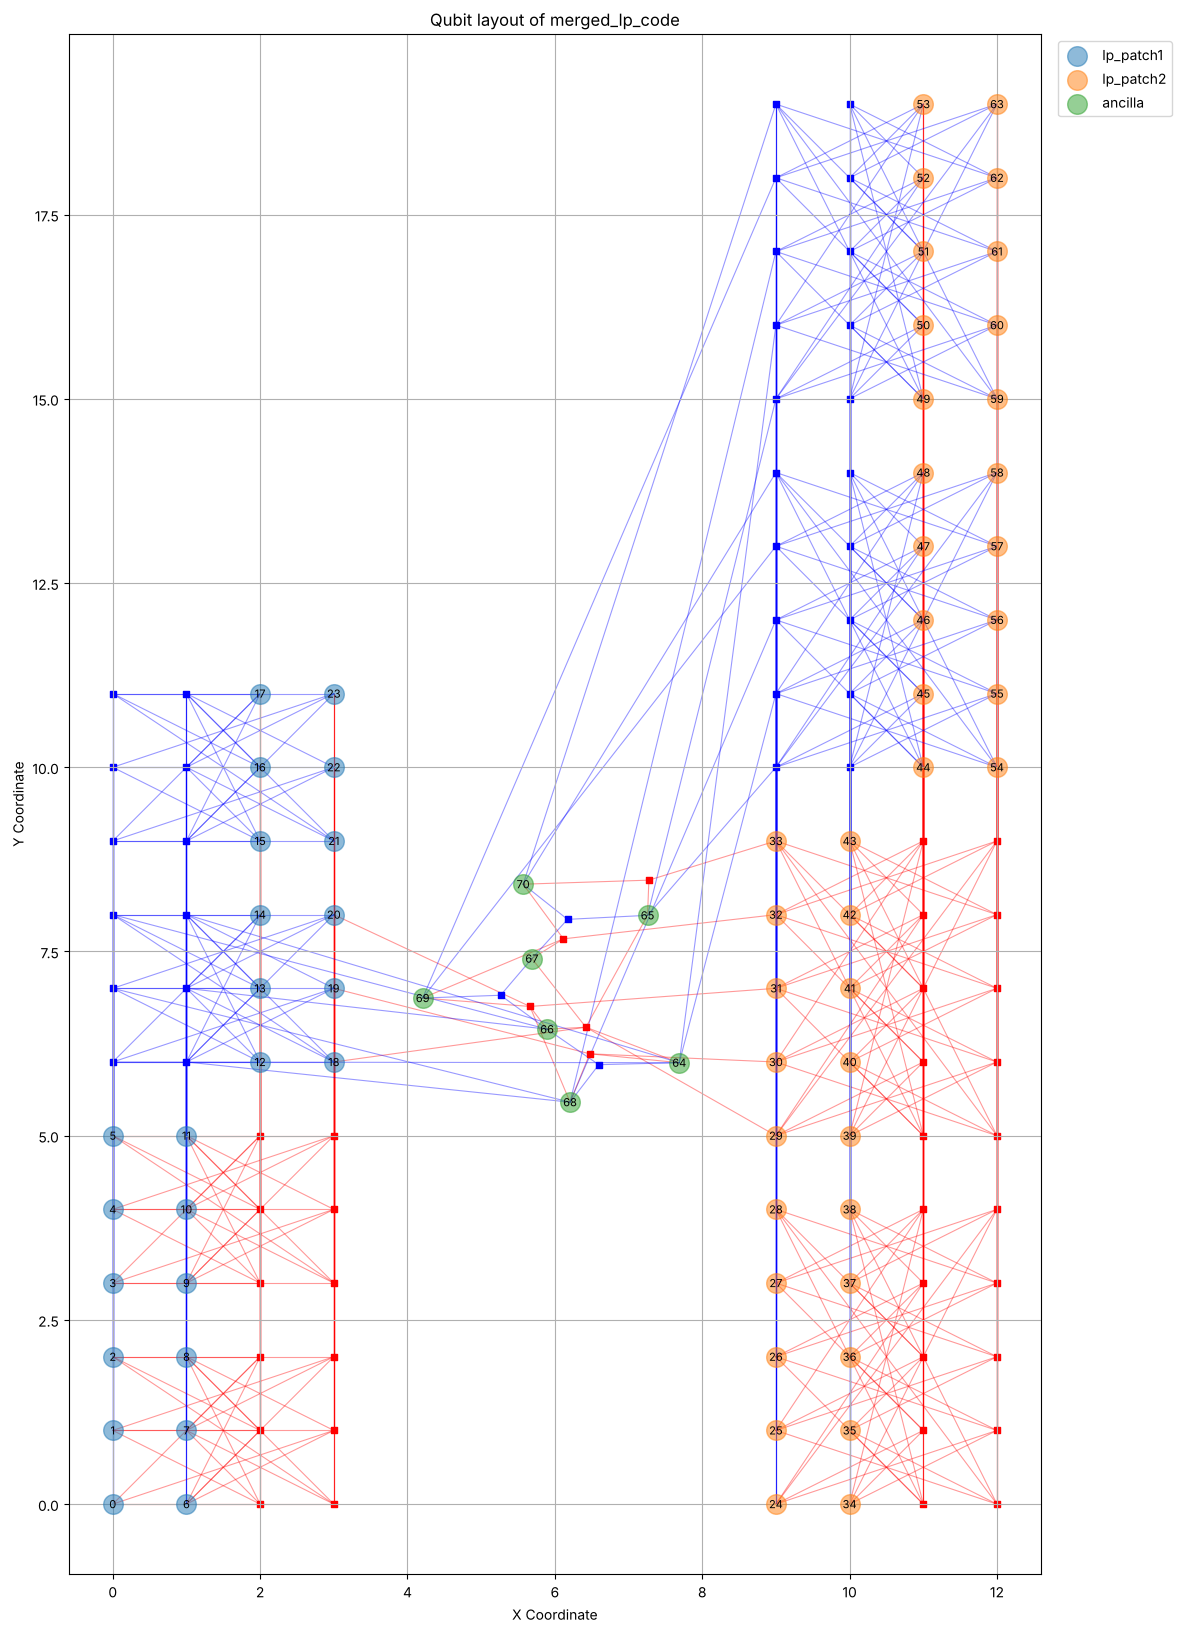 Qubit layout of merged_lp_code
lp_patch1
lp_patch2
ancilla
53 63
52 62
17.5
51 61
50 60
15.0
49 59
48 58
47 57
12.5
46 56
17 23 45 55
10.0
16 22 44 54
Y Coordinate
15 21 33 43
70
14 20 65 32 42
7.5
67
13 19 69 31 41
66
12 18 64 30 40
68
5.0
5 11 29 39
4 10 28 38
3 9 27 37
2.5
2 8 26 36
1 7 25 35
0.0
0 6 24 34
0 2 4 6 8 10 12
X Coordinate